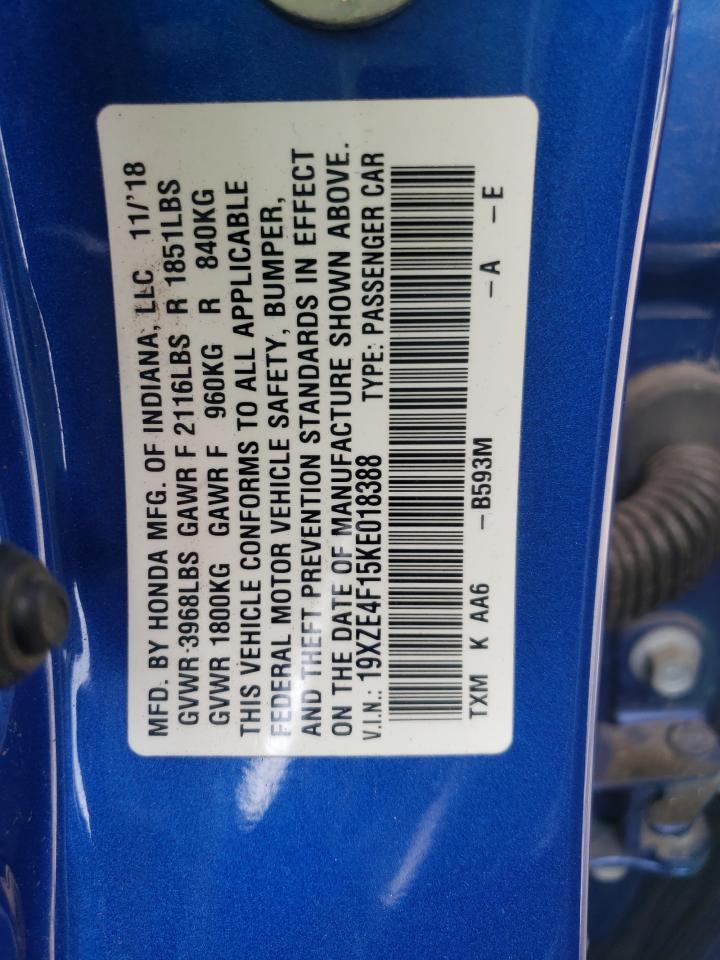 MFD. BY HONDA MFG. OF INDIANA, LLC 11/'18
GVWR 3968LBS GAWR F 2116LBS R 1851LBS
GVWR 1800KG GAWR F 960KG R 840KG
THIS VEHICLE CONFORMS TO ALL APPLICABLE
FEDERAL MOTOR VEHICLE SAFETY, BUMPER,
AND THEFT PREVENTION STANDARDS IN EFFECT
ON THE DATE OF MANUFACTURE SHOWN ABOVE.
V.I.N.: 19XZE4F15KE018388 TYPE: PASSENGER CAR
TXM K AA6 - B593M -A -E